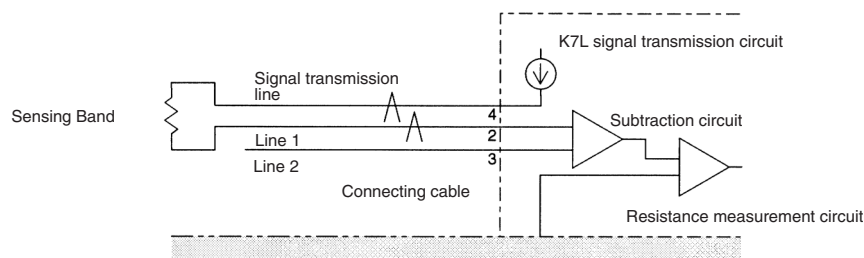 K7L signal transmission circuit
Signal transmission
line
Sensing Band
4
Subtraction circuit
2
Line 1
3
Line 2
Connecting cable
Resistance measurement circuit